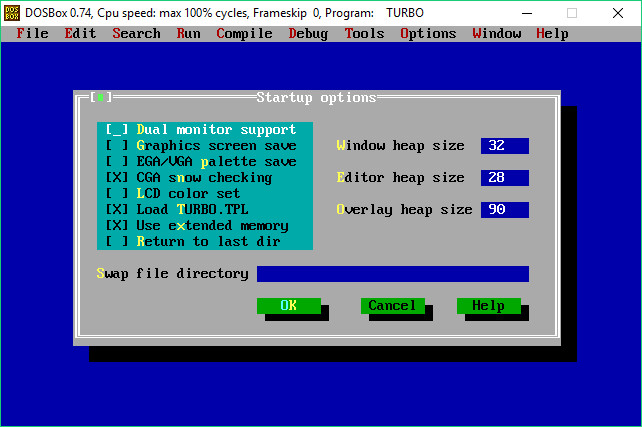 DOSBox 0.74, Cpu speed: max 100% cycles, Frameskip 0, Program: TURBO
File Edit Search Run Compile Debug Tools Options Window Help
Startup options
[_] Dual monitor support
[ ] Graphics screen save
[ ] EGA/VGA palette save
[X] CGA snow checking
[ ] LCD color set
[X] Load TURBO.TPL
[X] Use extended memory
[ ] Return to last dir
Window heap size 32
Editor heap size 28
Overlay heap size 90
Swap file directory
OK Cancel Help